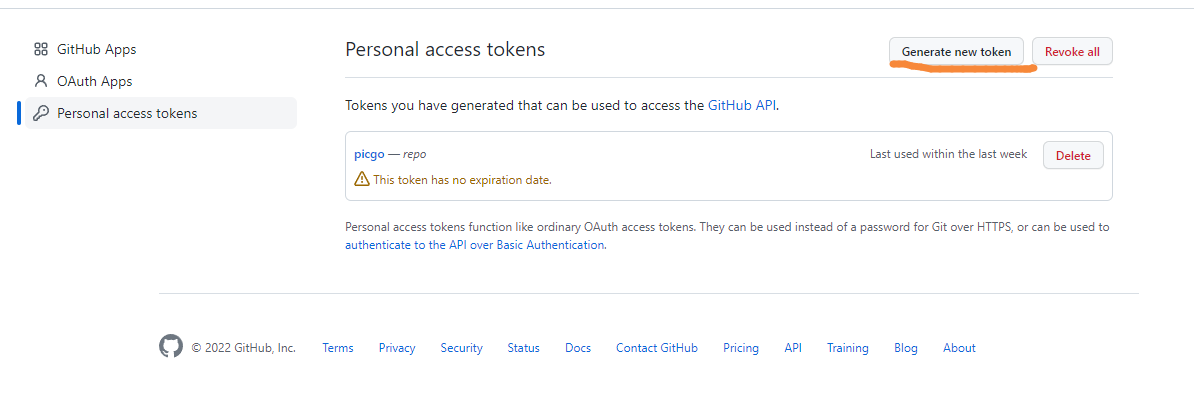 GitHub Apps
OAuth Apps
Personal access tokens
Personal access tokens
Generate new token
Revoke all
Tokens you have generated that can be used to access the GitHub API.
picgo — repo
Last used within the last week
Delete
This token has no expiration date.
Personal access tokens function like ordinary OAuth access tokens. They can be used instead of a password for Git over HTTPS, or can be used to
authenticate to the API over Basic Authentication.
© 2022 GitHub, Inc. Terms Privacy Security Status Docs Contact GitHub Pricing API Training Blog About